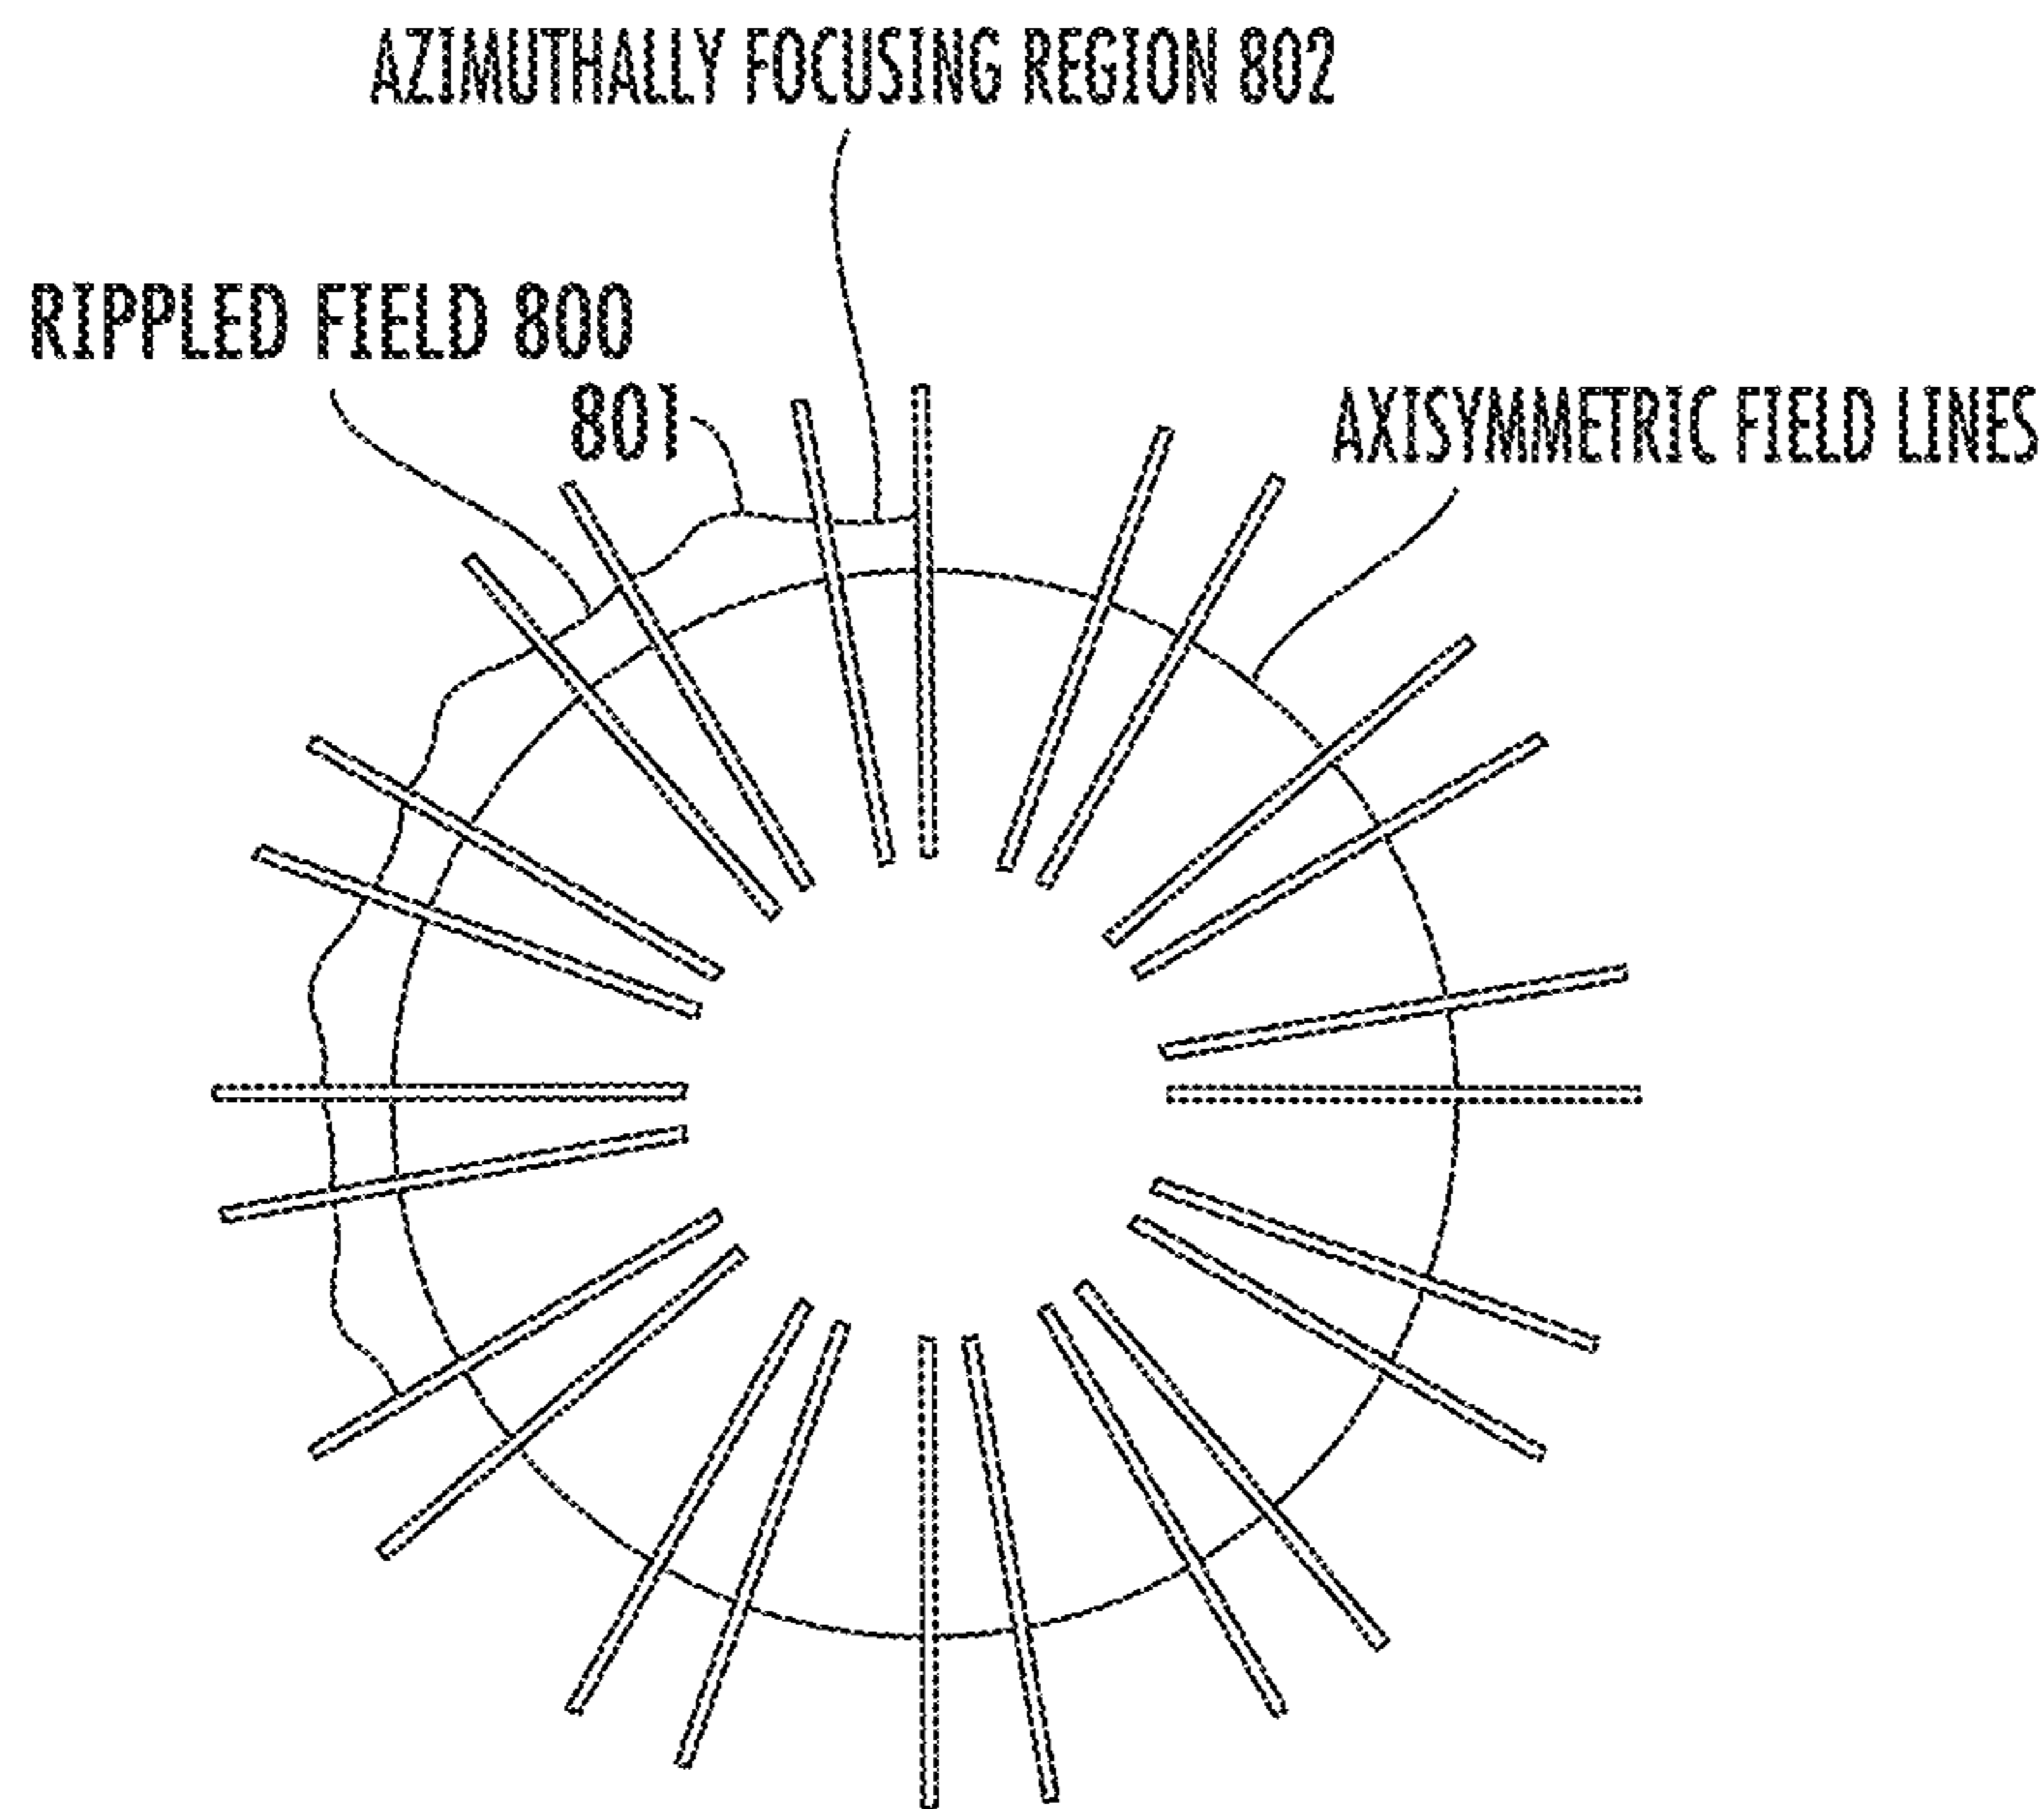 AZIMUTHALLY FOCUSING REGION 802
RIPPLED FIELD 800
801
AXISYMMETRIC FIELD LINES